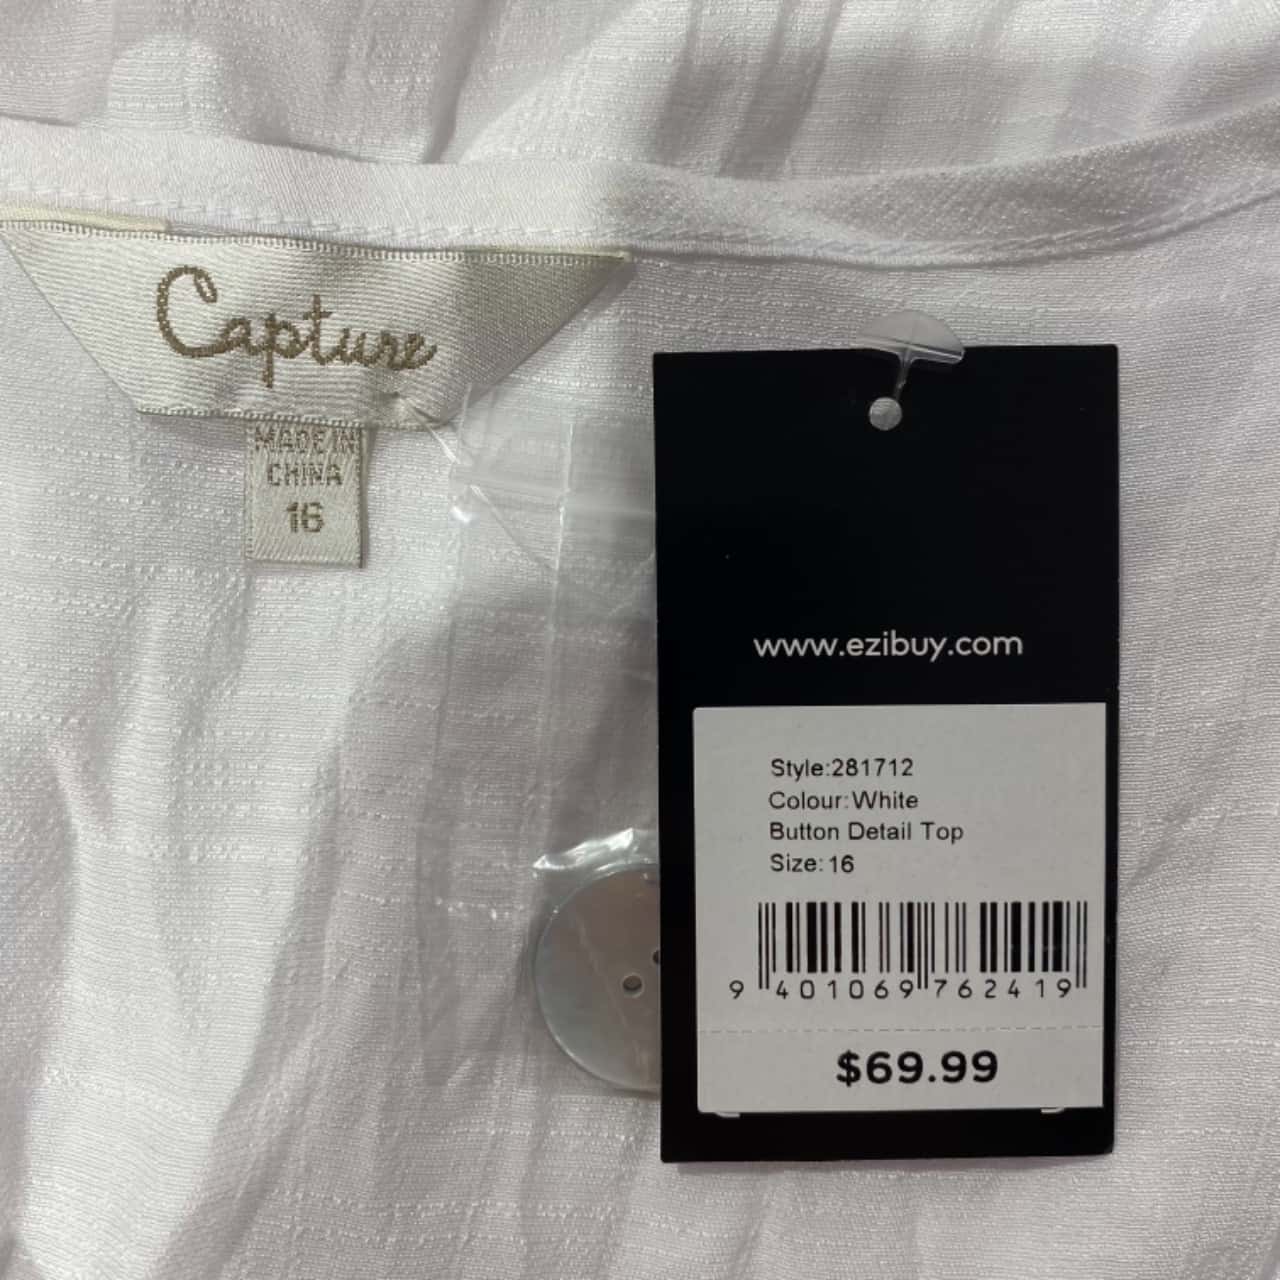 Capture
MADE IN
CHINA
16
www.ezibuy.com
Style:281712
Colour:White
Button Detail Top
Size:16
9 401069 762419
$69.99